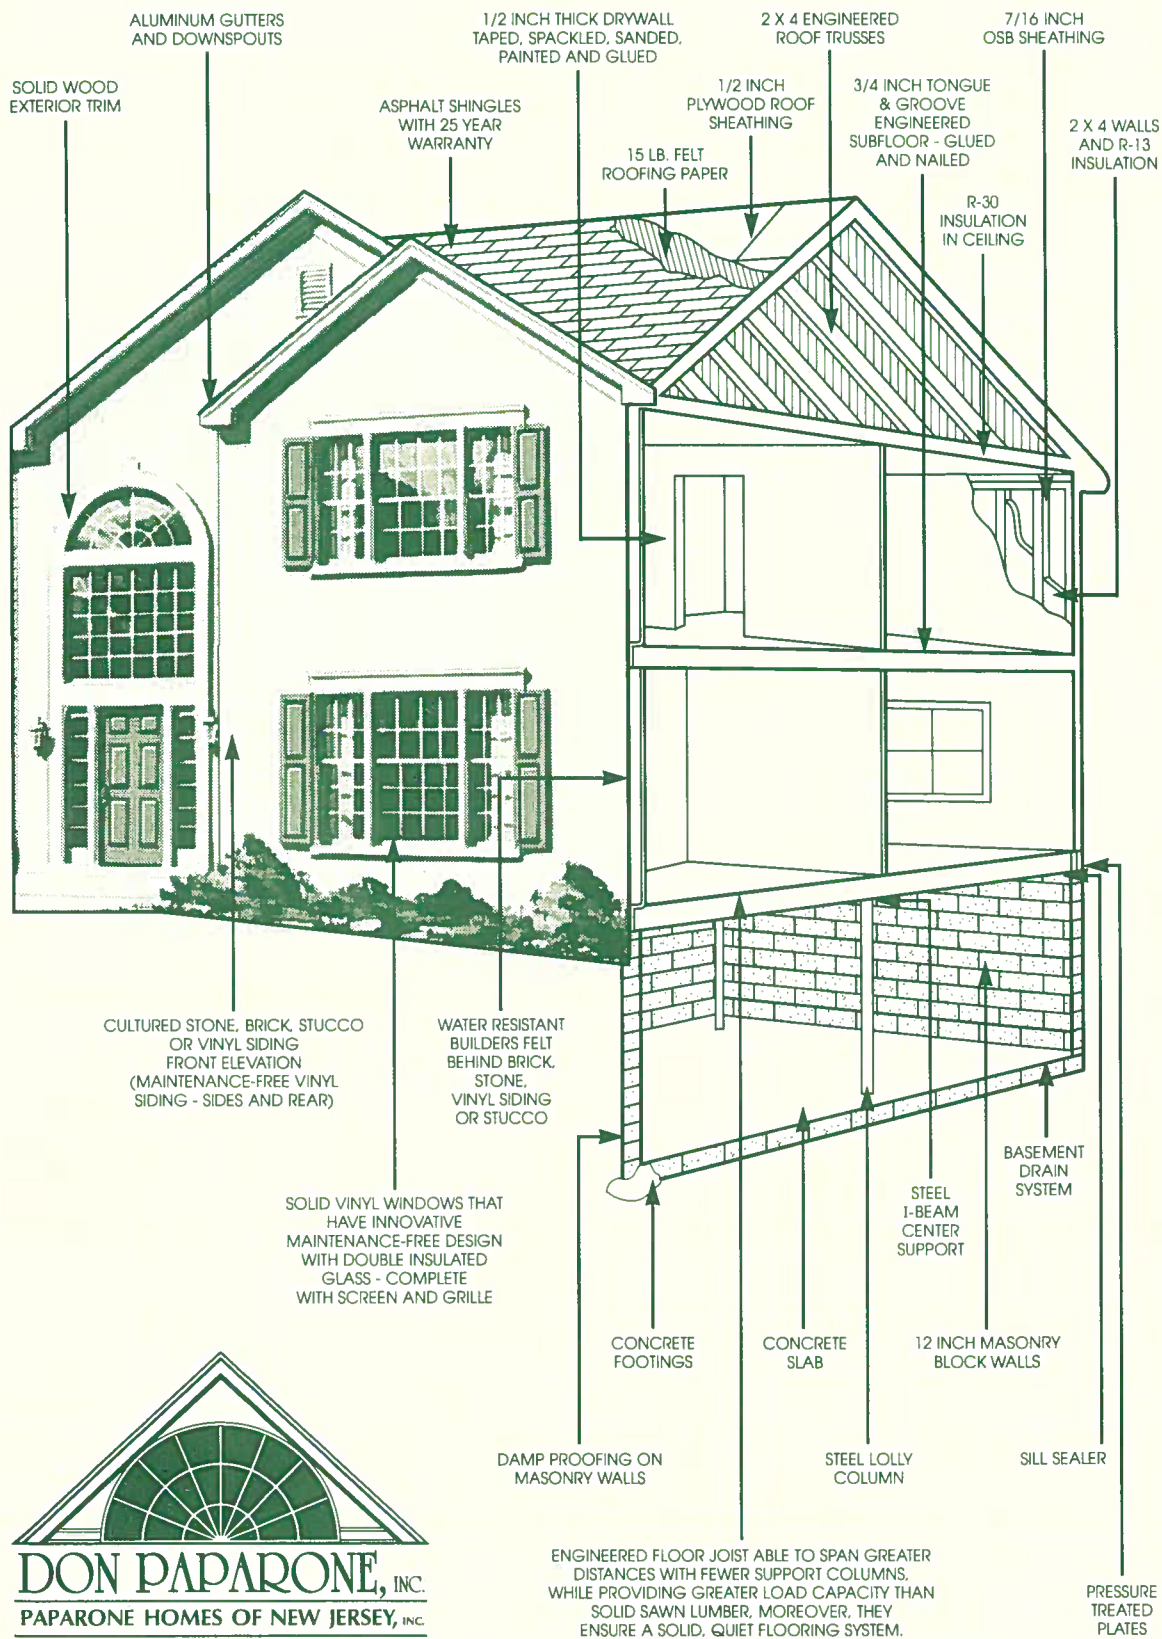 ALUMINUM GUTTERS
AND DOWNSPOUTS
1/2 INCH THICK DRYWALL
TAPED, SPACKLED, SANDED,
PAINTED AND GLUED
2 X 4 ENGINEERED
ROOF TRUSSES
7/16 INCH
OSB SHEATHING
SOLID WOOD
EXTERIOR TRIM
ASPHALT SHINGLES
WITH 25 YEAR
WARRANTY
1/2 INCH
PLYWOOD ROOF
SHEATHING
3/4 INCH TONGUE
& GROOVE
ENGINEERED
SUBFLOOR - GLUED
AND NAILED
2 X 4 WALLS
AND R-13
INSULATION
15 LB. FELT
ROOFING PAPER
R-30
INSULATION
IN CEILING
CULTURED STONE, BRICK, STUCCO
OR VINYL SIDING
FRONT ELEVATION
(MAINTENANCE-FREE VINYL
SIDING - SIDES AND REAR)
WATER RESISTANT
BUILDERS FELT
BEHIND BRICK,
STONE,
VINYL SIDING
OR STUCCO
BASEMENT
DRAIN
SYSTEM
SOLID VINYL WINDOWS THAT
HAVE INNOVATIVE
MAINTENANCE-FREE DESIGN
WITH DOUBLE INSULATED
GLASS - COMPLETE
WITH SCREEN AND GRILLE
STEEL
I-BEAM
CENTER
SUPPORT
CONCRETE
FOOTINGS
CONCRETE
SLAB
12 INCH MASONRY
BLOCK WALLS
DAMP PROOFING ON
MASONRY WALLS
STEEL LOLLY
COLUMN
SILL SEALER
ENGINEERED FLOOR JOIST ABLE TO SPAN GREATER
DISTANCES WITH FEWER SUPPORT COLUMNS,
WHILE PROVIDING GREATER LOAD CAPACITY THAN
SOLID SAWN LUMBER, MOREOVER, THEY
ENSURE A SOLID, QUIET FLOORING SYSTEM.
PRESSURE
TREATED
PLATES
DON PAPARONE, INC.
PAPARONE HOMES OF NEW JERSEY, INC.